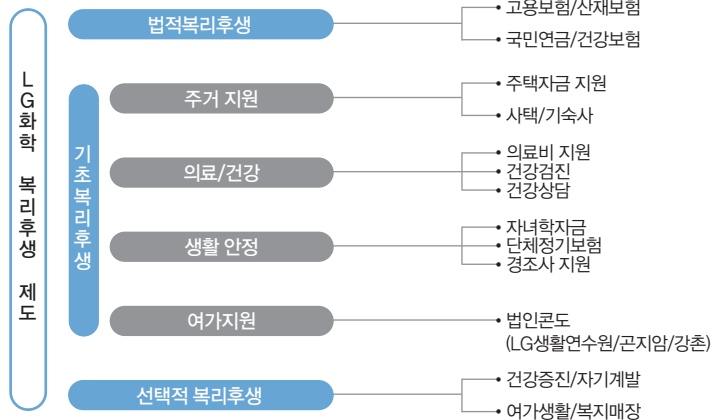 LG화학 복리후생 제도
법적복리후생
• 고용보험/산재보험
• 국민연금/건강보험
기초복리후생
주거 지원
• 주택자금 지원
• 사택/기숙사
의료/건강
• 의료비 지원
• 건강검진
• 건강상담
생활 안정
• 자녀학자금
• 단체정기보험
• 경조사 지원
여가지원
• 법인콘도
(LG생활연수원/곤지암/강촌)
선택적 복리후생
• 건강증진/자기계발
• 여가생활/복지매장